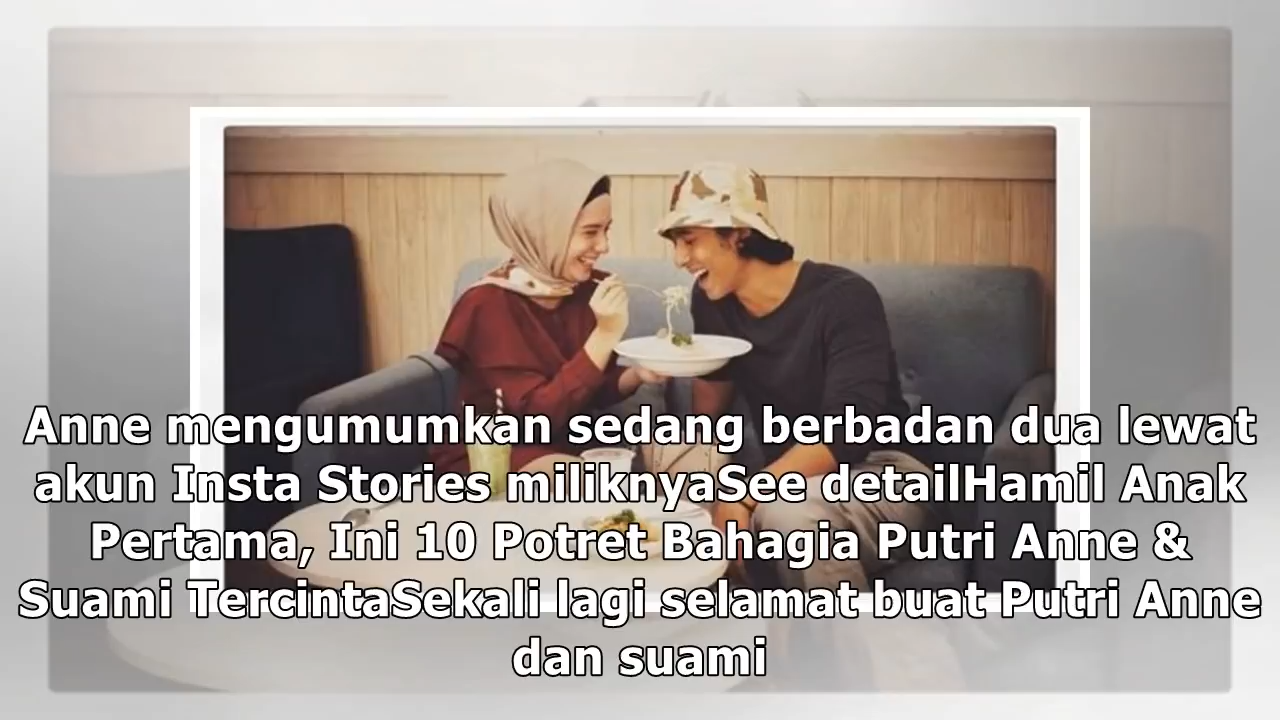 Anne mengumumkan sedang berbadan dua lewat
akun Insta Stories miliknyaSee detailHamil Anak
Pertama, Ini 10 Potret Bahagia Putri Anne &
Suami TercintaSekali lagi selamat buat Putri Anne
dan suami